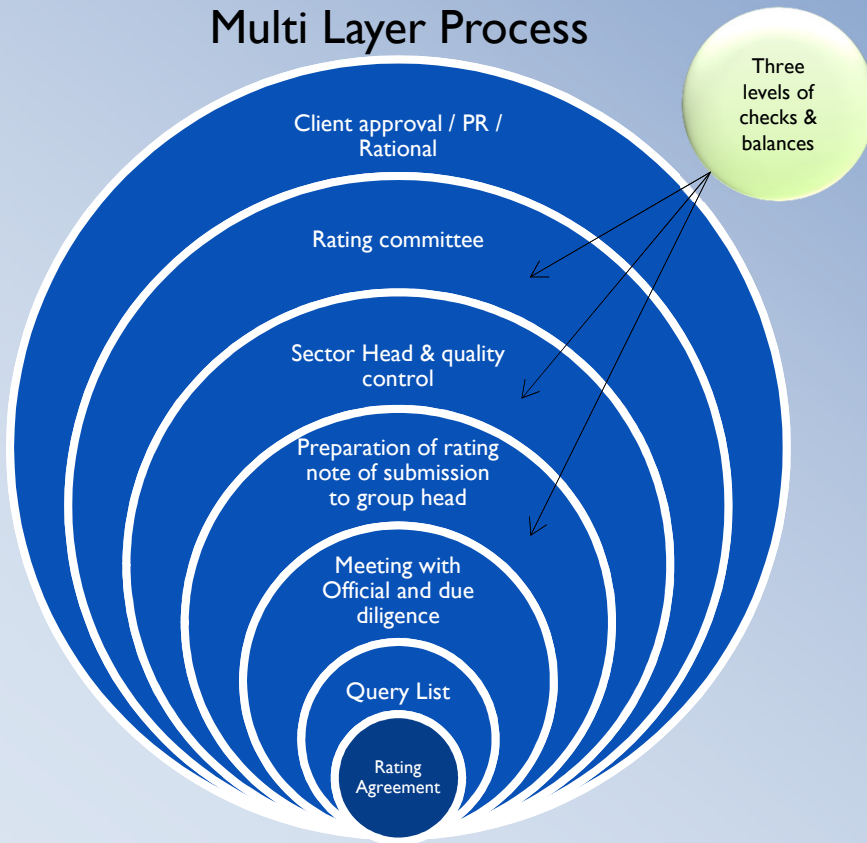 Multi Layer Process
Three
levels of
checks &
balances
Client approval / PR /
Rational
Rating committee
Sector Head & quality
control
Preparation of rating
note of submission
to group head
Meeting with
Official and due
diligence
Query List
Rating
Agreement